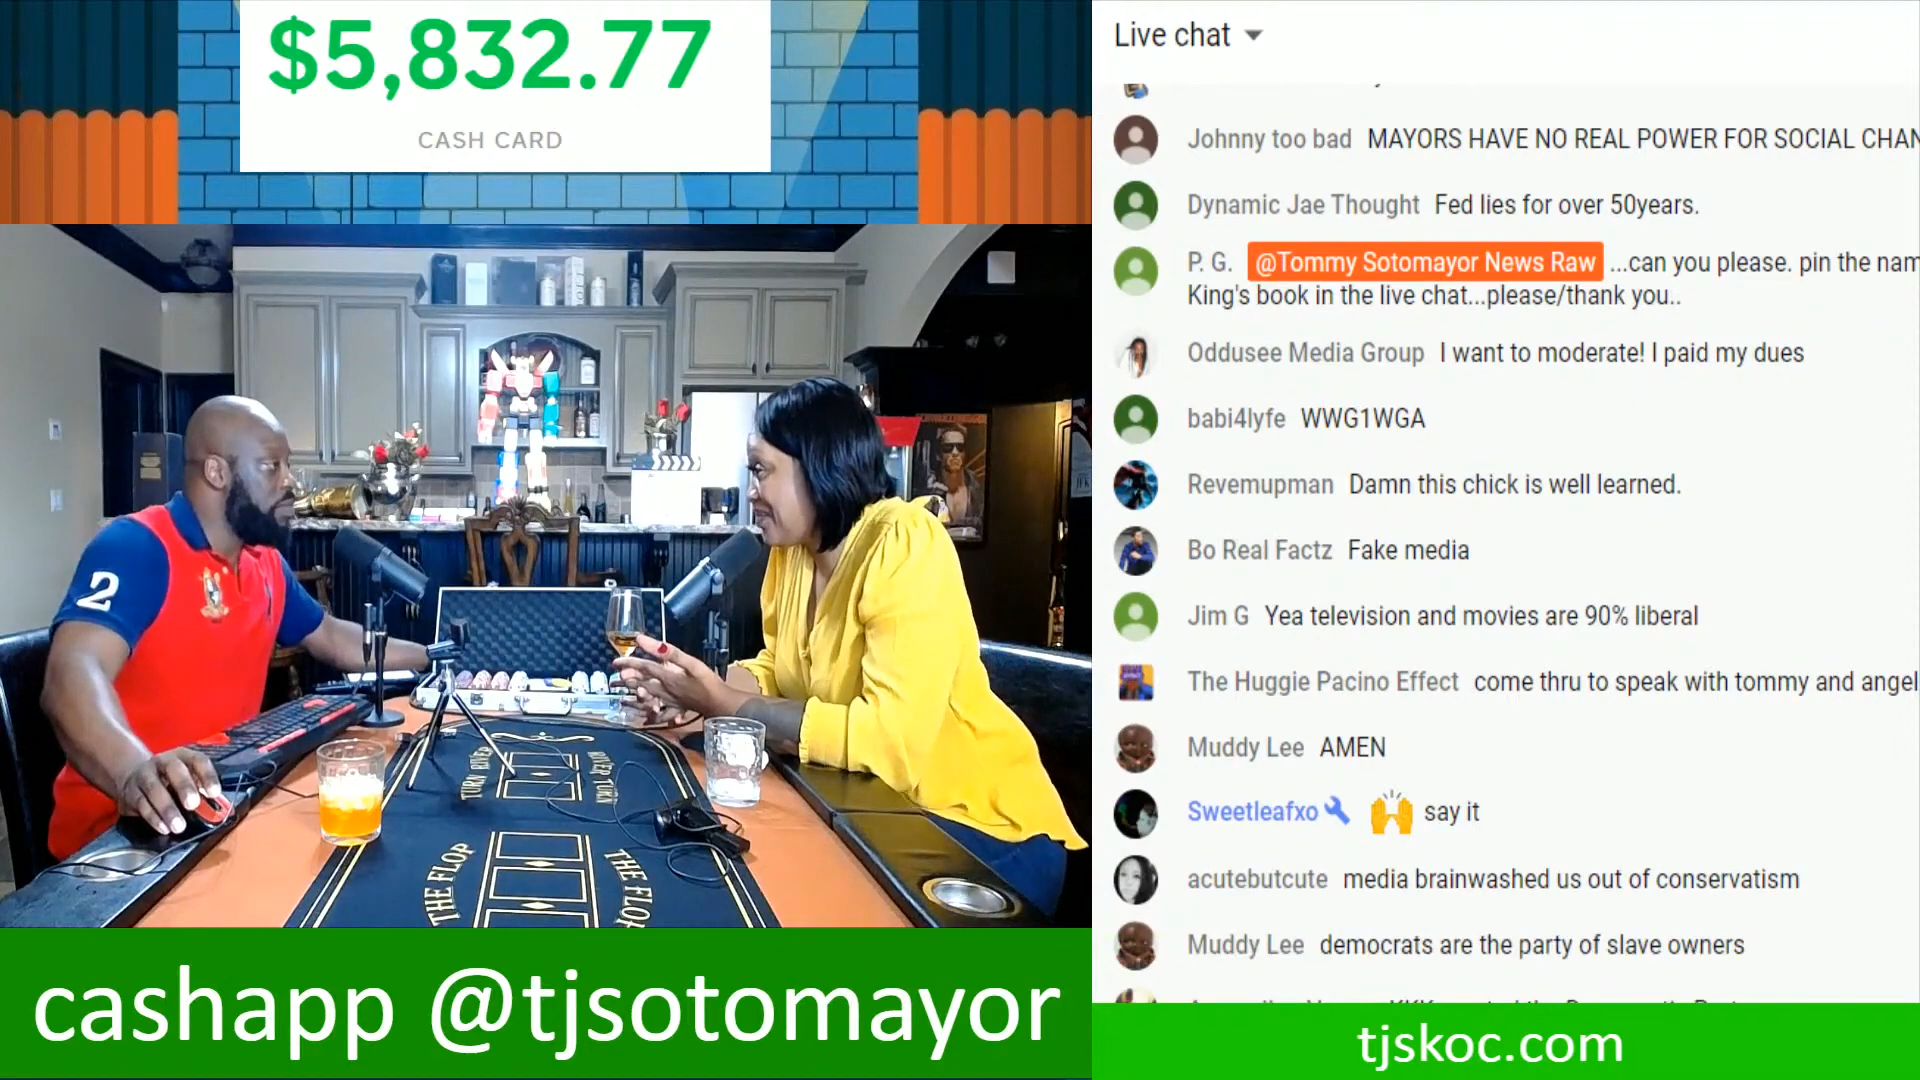 $5,832.77
CASH CARD
Live chat
Johnny too bad MAYORS HAVE NO REAL POWER FOR SOCIAL CHAN
Dynamic Jae Thought Fed lies for over 50years.
P. G. @Tommy Sotomayor News Raw ...can you please. pin the nam
King's book in the live chat...please/thank you..
Oddusee Media Group I want to moderate! I paid my dues
babi4lyfe WWG1WGA
Revemupman Damn this chick is well learned.
Bo Real Factz Fake media
Jim G Yea television and movies are 90% liberal
The Huggie Pacino Effect come thru to speak with tommy and angel
Muddy Lee AMEN
Sweetleafxo 🙌 say it
acutebutcute media brainwashed us out of conservatism
Muddy Lee democrats are the party of slave owners
2
TURN RIVER
RIVER TURN
THE FLOP
THE FLOP
cashapp @tjsotomayor
tjskoc.com